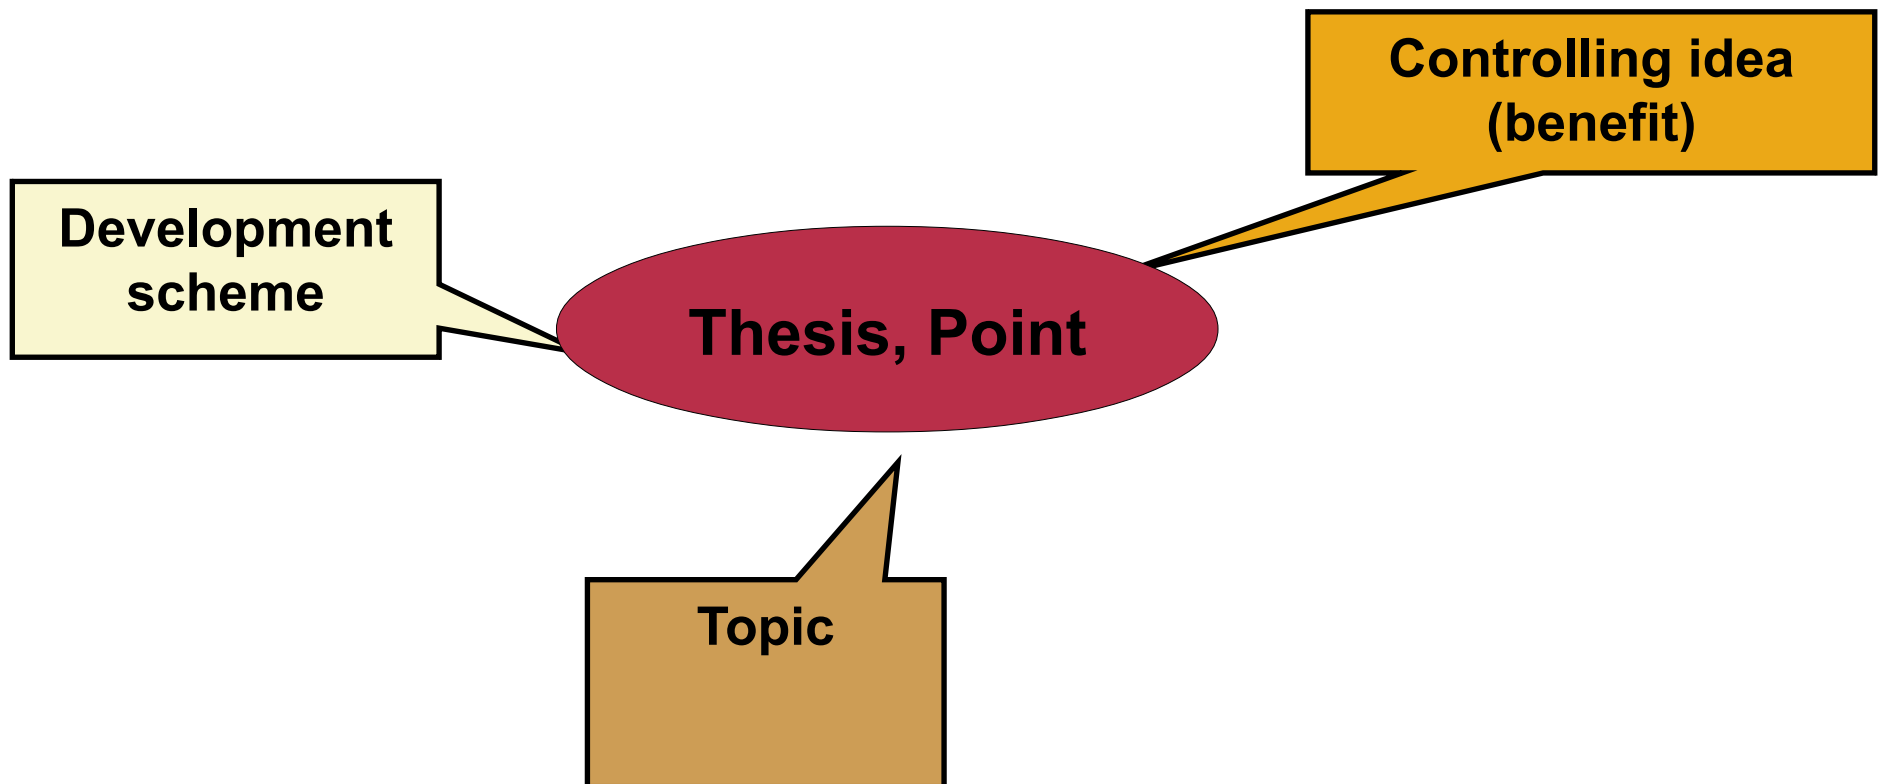 Controlling idea
(benefit)
Development
scheme
Thesis, Point
Topic